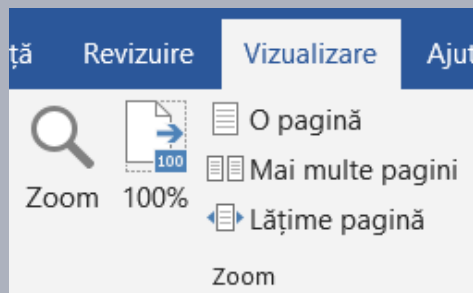 ță Revizuire Vizualizare Ajut
O pagină
100
Mai multe pagini
Zoom 100%
Lățime pagină
Zoom